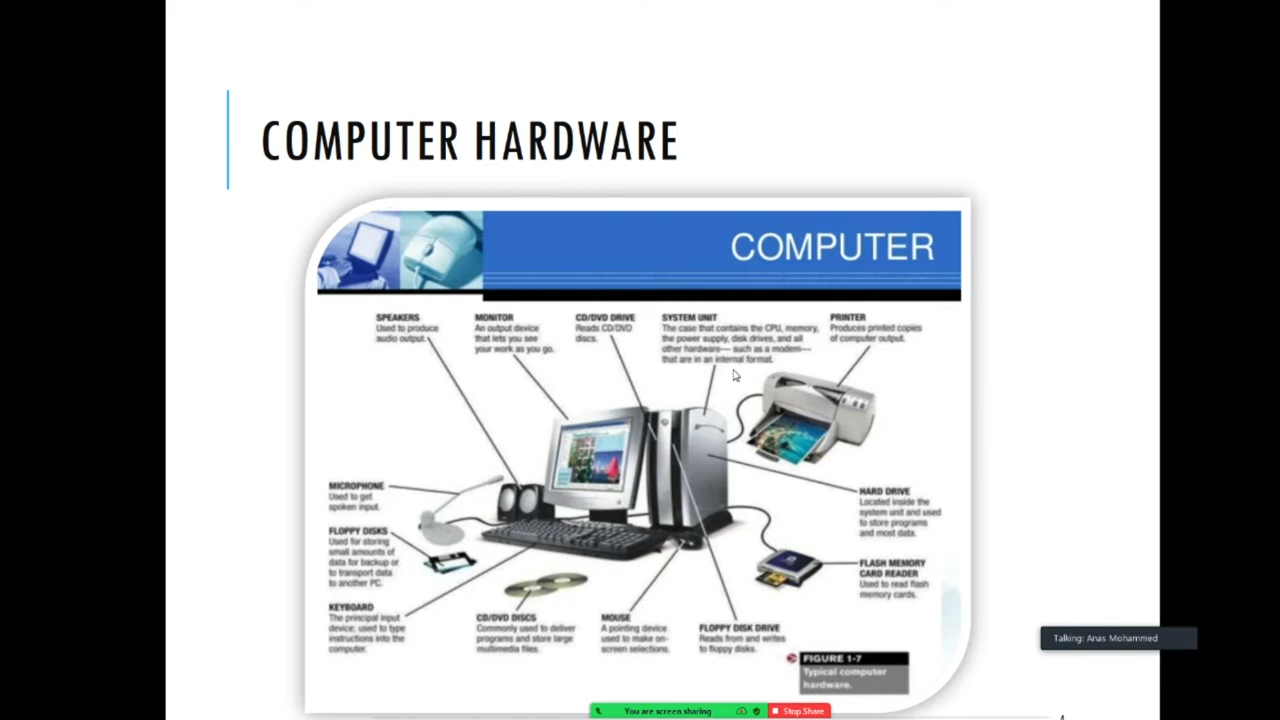 COMPUTER HARDWARE
COMPUTER
SPEAKERS
Used to produce
audio output.
MONITOR
An output device
that lets you see
your work as you go.
CD/DVD DRIVE
Reads CD/DVD
discs.
SYSTEM UNIT
The case that contains the CPU, memory,
the power supply, disk drives, and all
other hardware— such as a modem—
that are in an internal format.
PRINTER
Produces printed copies
of computer output.
MICROPHONE
Used to get
spoken input.
FLOPPY DISKS
Used for storing
small amounts of
data for backup or
to transport data
to another PC.
KEYBOARD
The principal input
device; used to type
instructions into the
computer.
CD/DVD DISCS
Commonly used to deliver
programs and store large
multimedia files.
MOUSE
A pointing device
used to make on-
screen selections.
FLOPPY DISK DRIVE
Reads from and writes
to floppy disks.
HARD DRIVE
Located inside the
system unit and used
to store programs
and most data.
FLASH MEMORY
CARD READER
Used to read flash
memory cards.
FIGURE 1-7
Typical computer
hardware.
Talking: Anas Mohammed
You are screen sharing
Stop Share